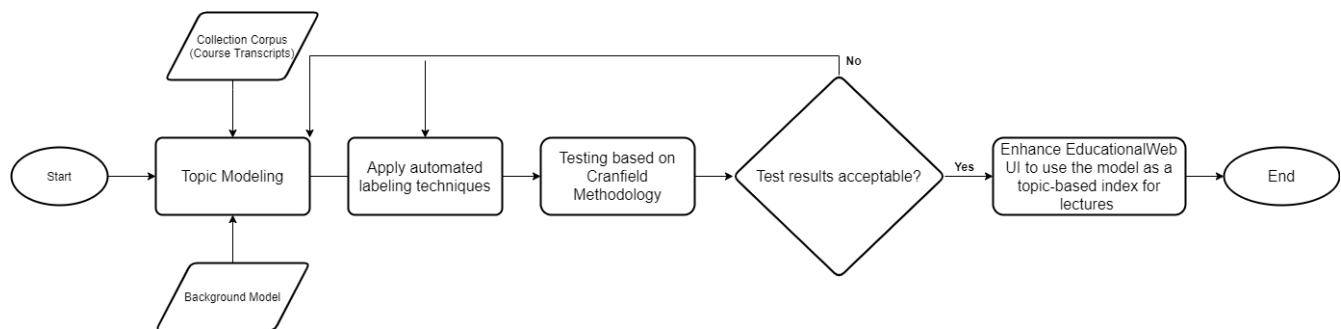 Collection Corpus
(Course Transcripts)
No
Start
Topic Modeling
Apply automated
labeling techniques
Testing based on
Cranfield
Methodology
Test results acceptable?
Yes
Enhance EducationalWeb
UI to use the model as a
topic-based index for
lectures
End
Background Model